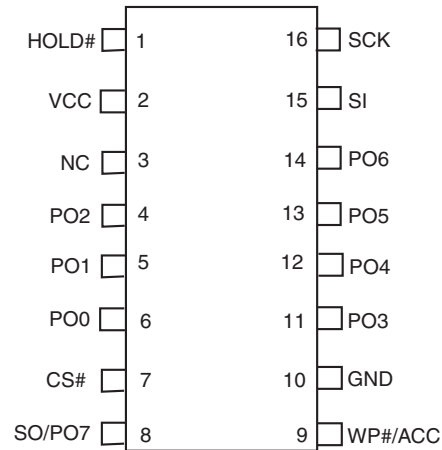 HOLD# 1 16 SCK
VCC 2 15 SI
NC 3 14 PO6
PO2 4 13 PO5
PO1 5 12 PO4
PO0 6 11 PO3
CS# 7 10 GND
SO/PO7 8 9 WP#/ACC